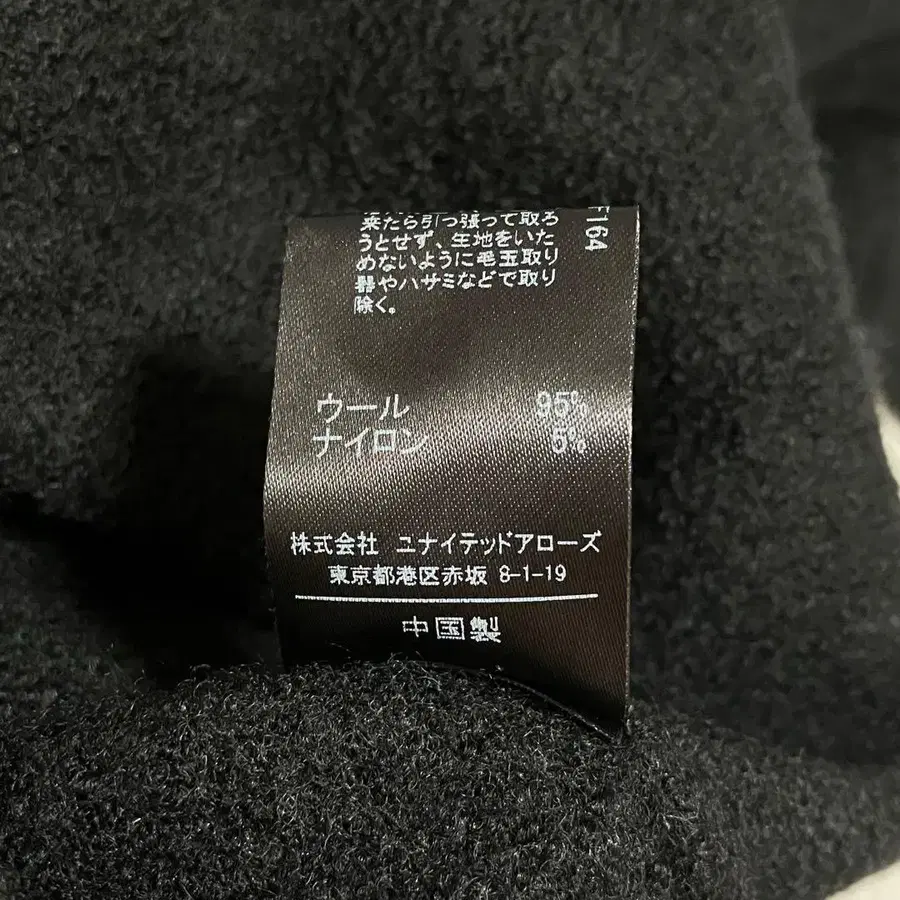 来たら引っ張って取ろ
うとせず、生地をいた
めないように毛玉取り
器やハサミなどで取り
除く。
F164
ウール 95%
ナイロン 5%
株式会社 ユナイテッドアローズ
東京都港区赤坂 8-1-19
中国製